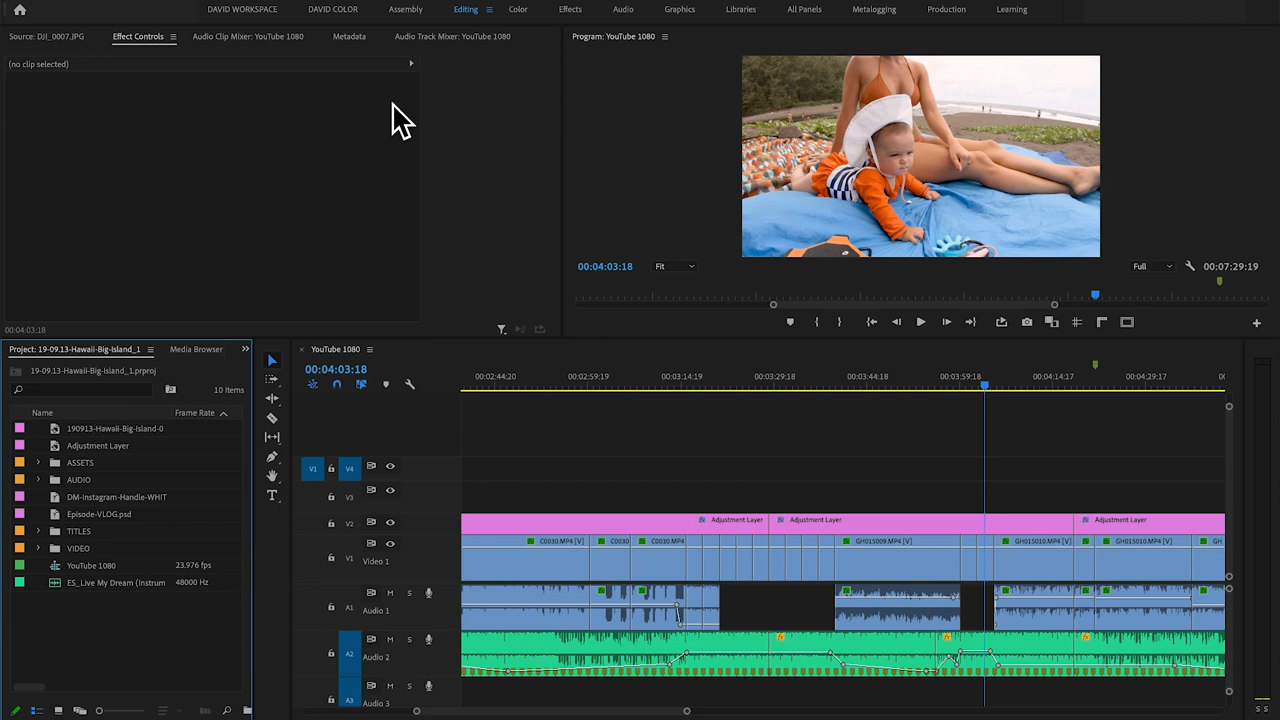 DAVID WORKSPACE DAVID COLOR Assembly Editing Color Effects Audio Graphics Libraries All Panels Metalogging Production Learning
Source: DJI_0007.JPG Effect Controls Audio Clip Mixer: YouTube 1080 Metadata Audio Track Mixer: YouTube 1080
Program: YouTube 1080
(no clip selected)
00:04:03:18 Fit Full 00:07:29:19
00:04:03:18
Project: 19-09.13-Hawaii-Big-Island_1 Media Browser
19-09.13-Hawaii-Big-Island_1.prproj
10 Items
Name Frame Rate
190913-Hawaii-Big-Island-0
Adjustment Layer
ASSETS
AUDIO
DM-Instagram-Handle-WHIT
Episode-VLOG.psd
TITLES
VIDEO
YouTube 1080 23.976 fps
ES_Live My Dream (Instrum 48000 Hz
YouTube 1080
00:04:03:18
00:02:44:20 00:02:59:19 00:03:14:19 00:03:29:18 00:03:44:18 00:03:59:18 00:04:14:17 00:04:29:17 00
V1 V4
V3
V2 fx Adjustment Layer fx Adjustment Layer fx Adjustment Layer
V1 Video 1 C0030.MP4 [V] C0030 C0030.MP4 GH015009.MP4 [V] GH015010.MP4 [V] GH015010.MP4 [V] GH
A1 M S Audio 1
A2 M S Audio 2
A3 M S Audio 3
S S